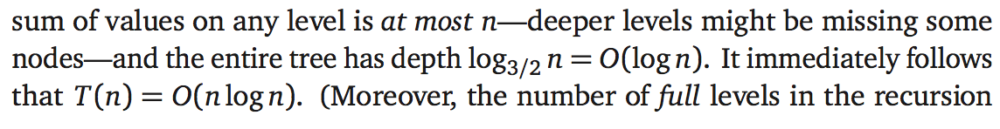 sum of values on any level is at most n—deeper levels might be missing some
nodes—and the entire tree has depth log₃/₂ n = O(log n). It immediately follows
that T(n) = O(n log n). (Moreover, the number of full levels in the recursion